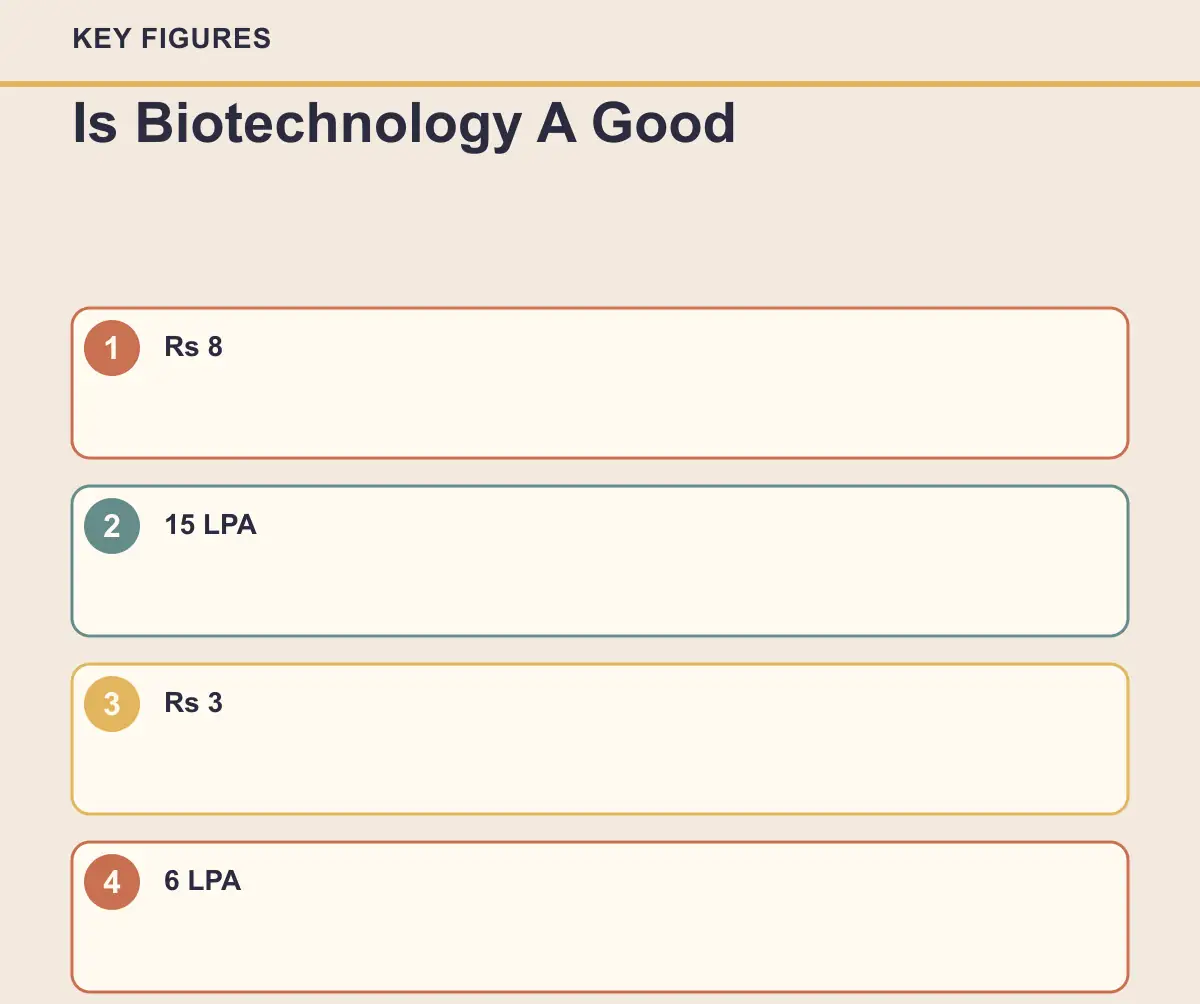 KEY FIGURES
Is Biotechnology A Good
1 Rs 8
2 15 LPA
3 Rs 3
4 6 LPA